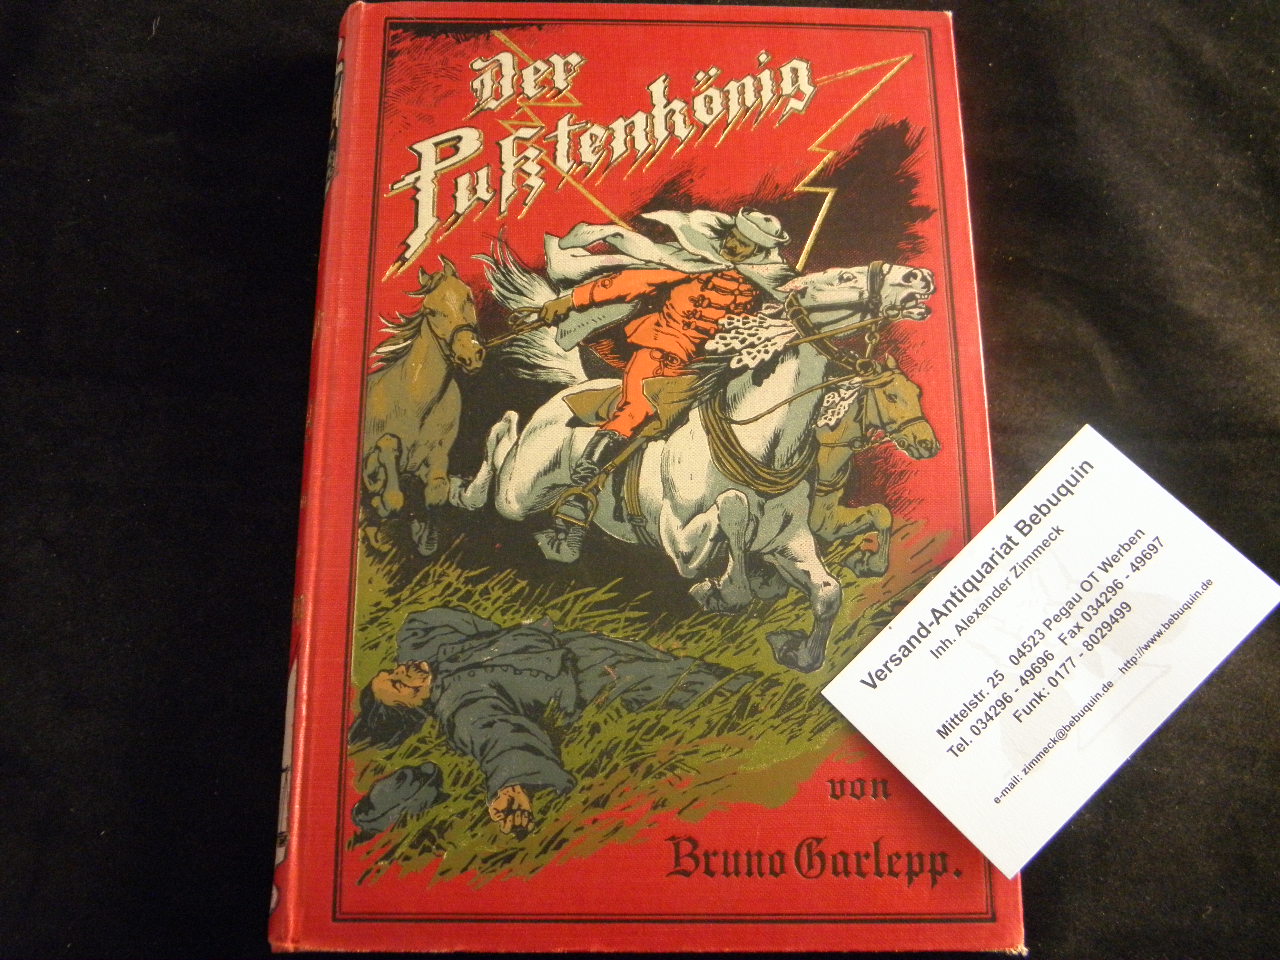 Der
Pußtenkönig
von
Bruno Garlepp.
Versand-Antiquariat Bebuquin
Inh. Alexander Zimmeck
Mittelstr. 25 04523 Pegau OT Werben
Tel. 034296 - 49696 Fax 034296 - 49697
Funk: 0177 - 8029499
e-mail: zimmeck@bebuquin.de http://www.bebuquin.de